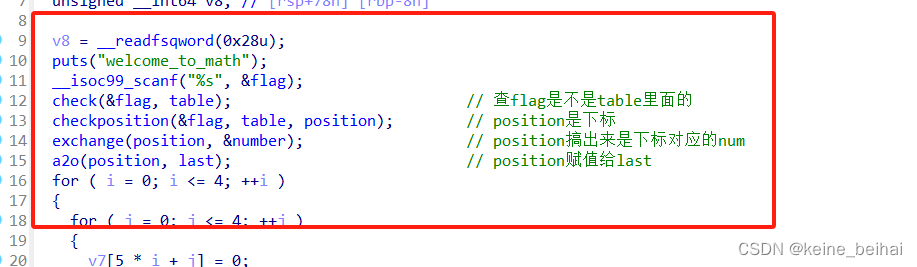 7 unsigned __int64 v8; // [rsp+78h] [rbp-8h]
8
9 v8 = __readfsqword(0x28u);
10 puts("welcome_to_math");
11 __isoc99_scanf("%s", &flag);
12 check(&flag, table); // 查flag是不是table里面的
13 checkposition(&flag, table, position); // position是下标
14 exchange(position, &number); // position搞出来是下标对应的num
15 a2o(position, last); // position赋值给last
16 for ( i = 0; i <= 4; ++i )
17 {
18 for ( j = 0; j <= 4; ++j )
19 {
20 v7[5 * i + j] = 0;
CSDN @keine_beihai